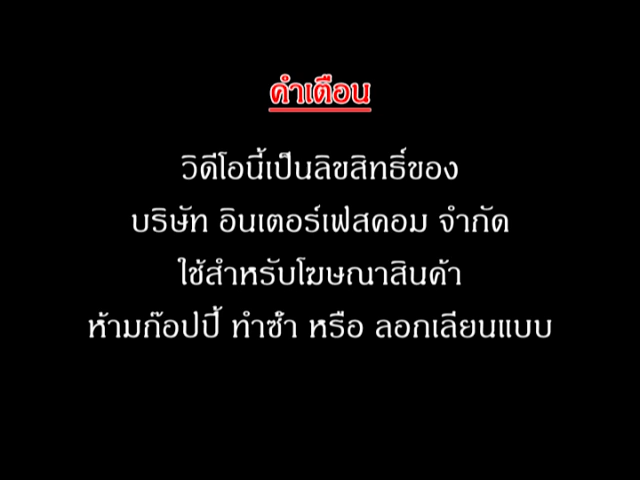 คำเตือน
วิดีโอนี้เป็นลิขสิทธิ์ของ
บริษัท อินเตอร์เฟสคอม จำกัด
ใช้สำหรับโฆษณาสินค้า
ห้ามก๊อปปี้ ทำซ้ำ หรือ ลอกเลียนแบบ